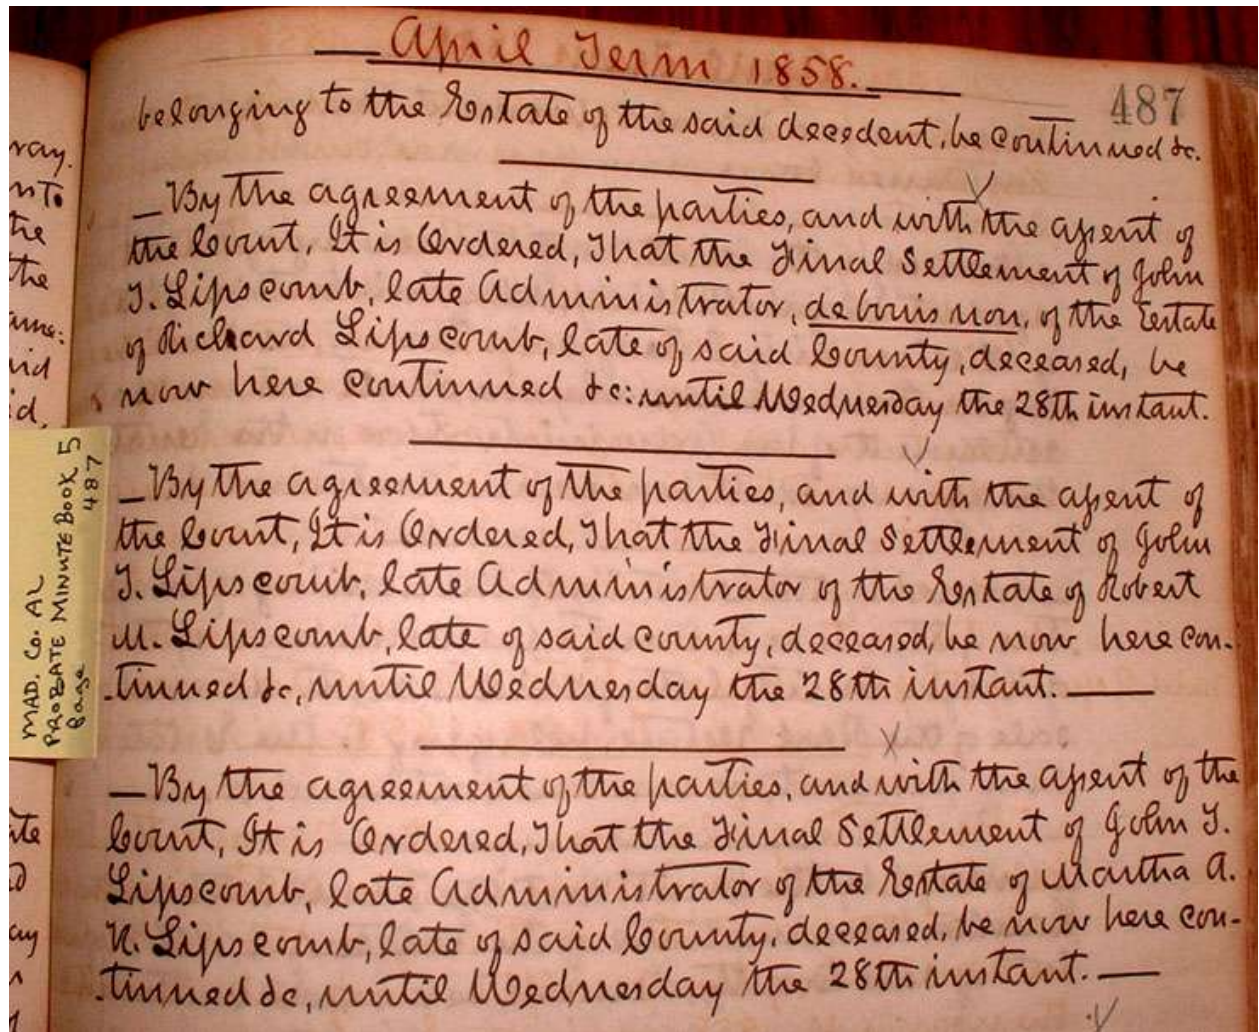 April Term 1858.
487
belonging to the Estate of the said decedent, be continued &c.
— By the agreement of the parties, and with the assent of
the Court, It is Ordered, That the Final Settlement of John
T. Lipscomb, late Administrator, de bonis non, of the Estate
of Richard Lipscomb, late of said County, deceased, be
now here continued &c: until Wednesday the 28th instant.
— By the agreement of the parties, and with the assent of
the Court, It is Ordered, That the Final Settlement of John
T. Lipscomb, late Administrator of the Estate of Robert
M. Lipscomb, late of said county, deceased, be now here con-
-tinued &c, until Wednesday the 28th instant. —
— By the agreement of the parties, and with the assent of the
Court, It is Ordered, That the Final Settlement of John T.
Lipscomb, late Administrator of the Estate of Martha A.
N. Lipscomb, late of said County, deceased, be now here con-
-tinued &c, until Wednesday the 28th instant. —
MAD. CO. AL
PROBATE MINUTE BOOK 5
Page 487